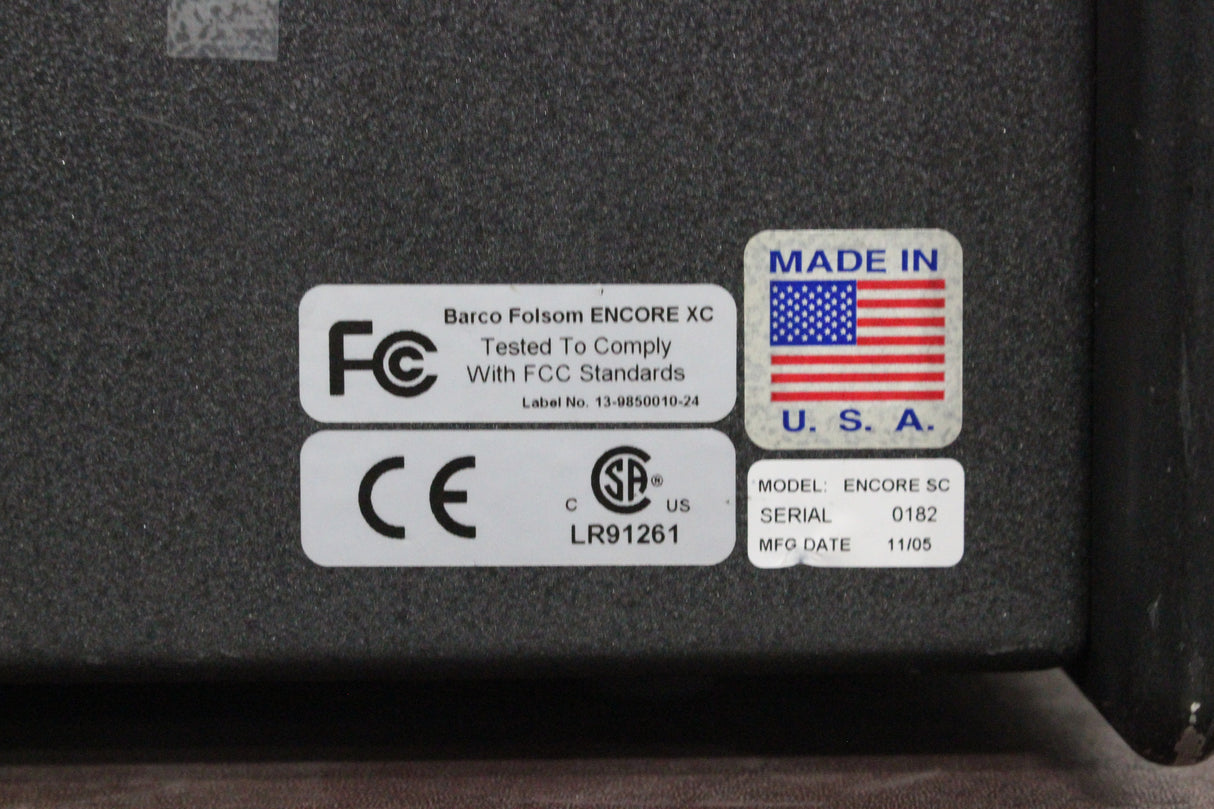 FC
Barco Folsom ENCORE XC
Tested To Comply
With FCC Standards
Label No. 13-9850010-24
CE
C SA® US
LR91261
MADE IN
U. S. A.
MODEL: ENCORE SC
SERIAL 0182
MFG DATE 11/05